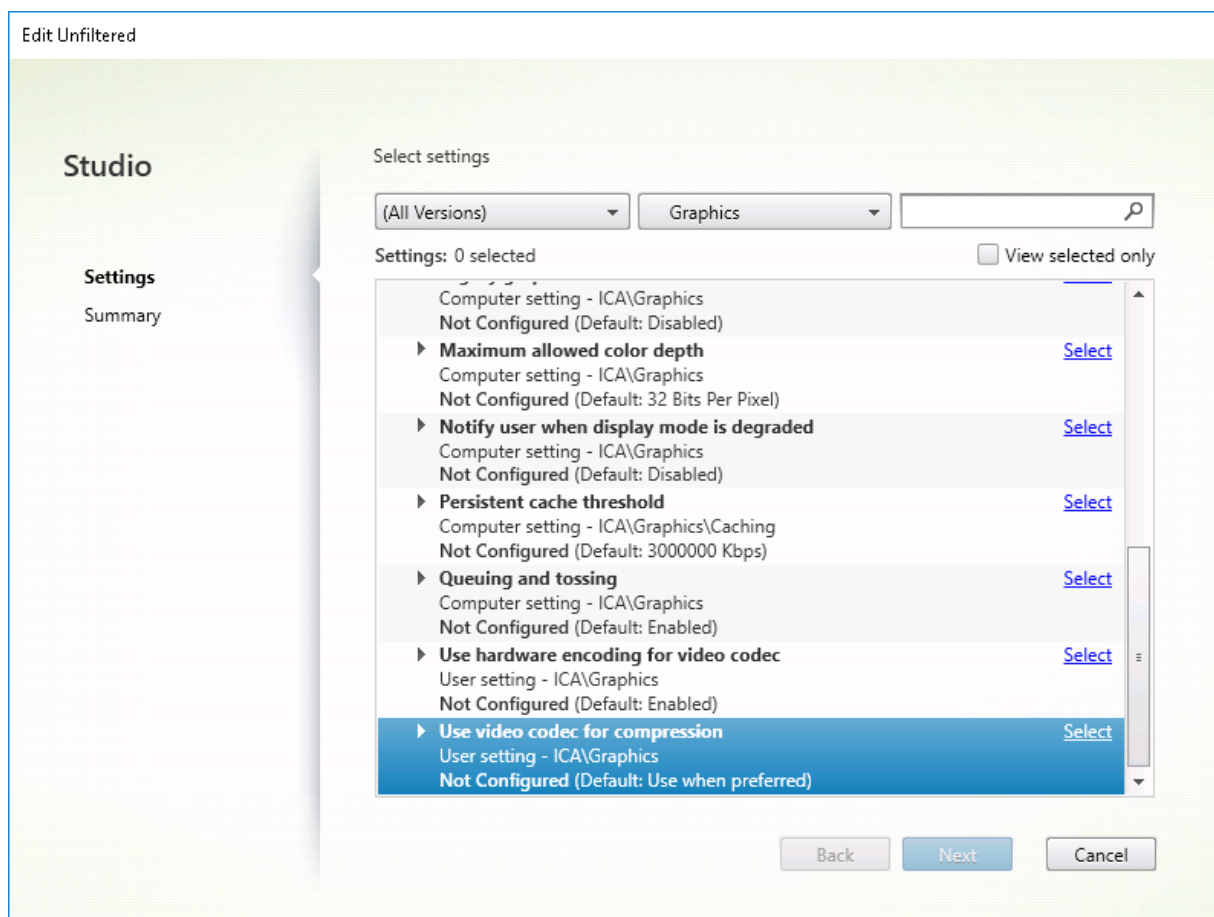 Edit Unfiltered
Studio
Settings
Summary
Select settings
(All Versions)
Graphics
Settings: 0 selected
View selected only
Computer setting - ICA\Graphics
Not Configured (Default: Disabled)
Maximum allowed color depth Select
Computer setting - ICA\Graphics
Not Configured (Default: 32 Bits Per Pixel)
Notify user when display mode is degraded Select
Computer setting - ICA\Graphics
Not Configured (Default: Disabled)
Persistent cache threshold Select
Computer setting - ICA\Graphics\Caching
Not Configured (Default: 3000000 Kbps)
Queuing and tossing Select
Computer setting - ICA\Graphics
Not Configured (Default: Enabled)
Use hardware encoding for video codec Select
User setting - ICA\Graphics
Not Configured (Default: Enabled)
Use video codec for compression Select
User setting - ICA\Graphics
Not Configured (Default: Use when preferred)
Back Next Cancel